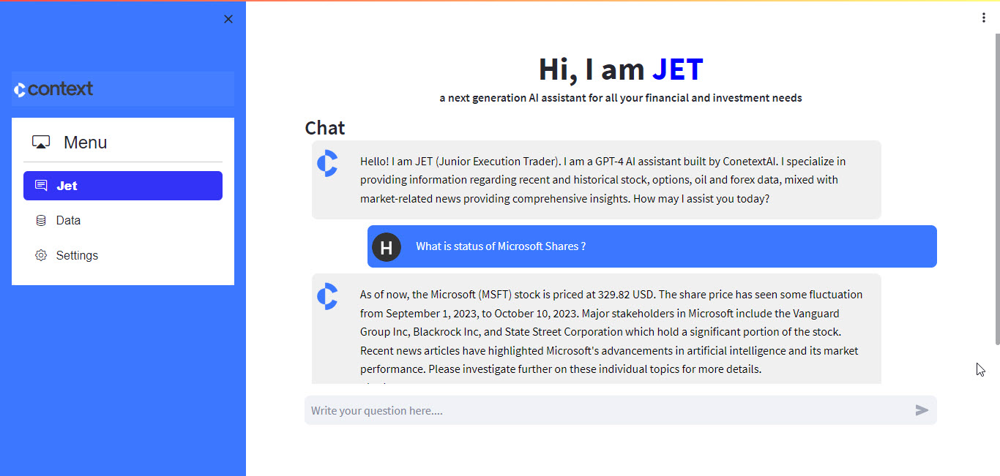 context
Menu
Jet
Data
Settings
Hi, I am JET
a next generation AI assistant for all your financial and investment needs
Chat
Hello! I am JET (Junior Execution Trader). I am a GPT-4 AI assistant built by ConetextAI. I specialize in
providing information regarding recent and historical stock, options, oil and forex data, mixed with
market-related news providing comprehensive insights. How may I assist you today?
H
What is status of Microsoft Shares ?
As of now, the Microsoft (MSFT) stock is priced at 329.82 USD. The share price has seen some fluctuation
from September 1, 2023, to October 10, 2023. Major stakeholders in Microsoft include the Vanguard
Group Inc, Blackrock Inc, and State Street Corporation which hold a significant portion of the stock.
Recent news articles have highlighted Microsoft's advancements in artificial intelligence and its market
performance. Please investigate further on these individual topics for more details.
Write your question here....